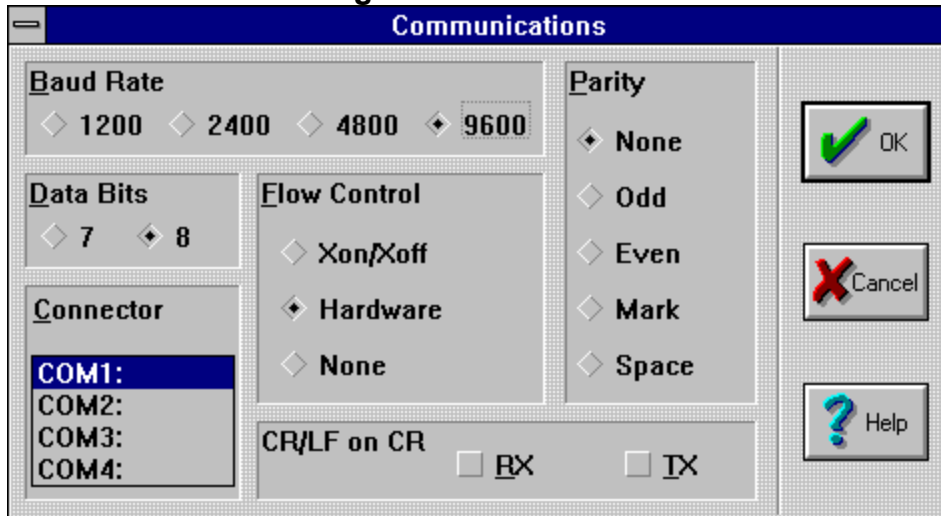 Communications
Baud Rate
1200 2400 4800 9600
Parity
None
Odd
Even
Mark
Space
Data Bits
7 8
Flow Control
Xon/Xoff
Hardware
None
Connector
COM1:
COM2:
COM3:
COM4:
CR/LF on CR RX TX
OK
Cancel
Help